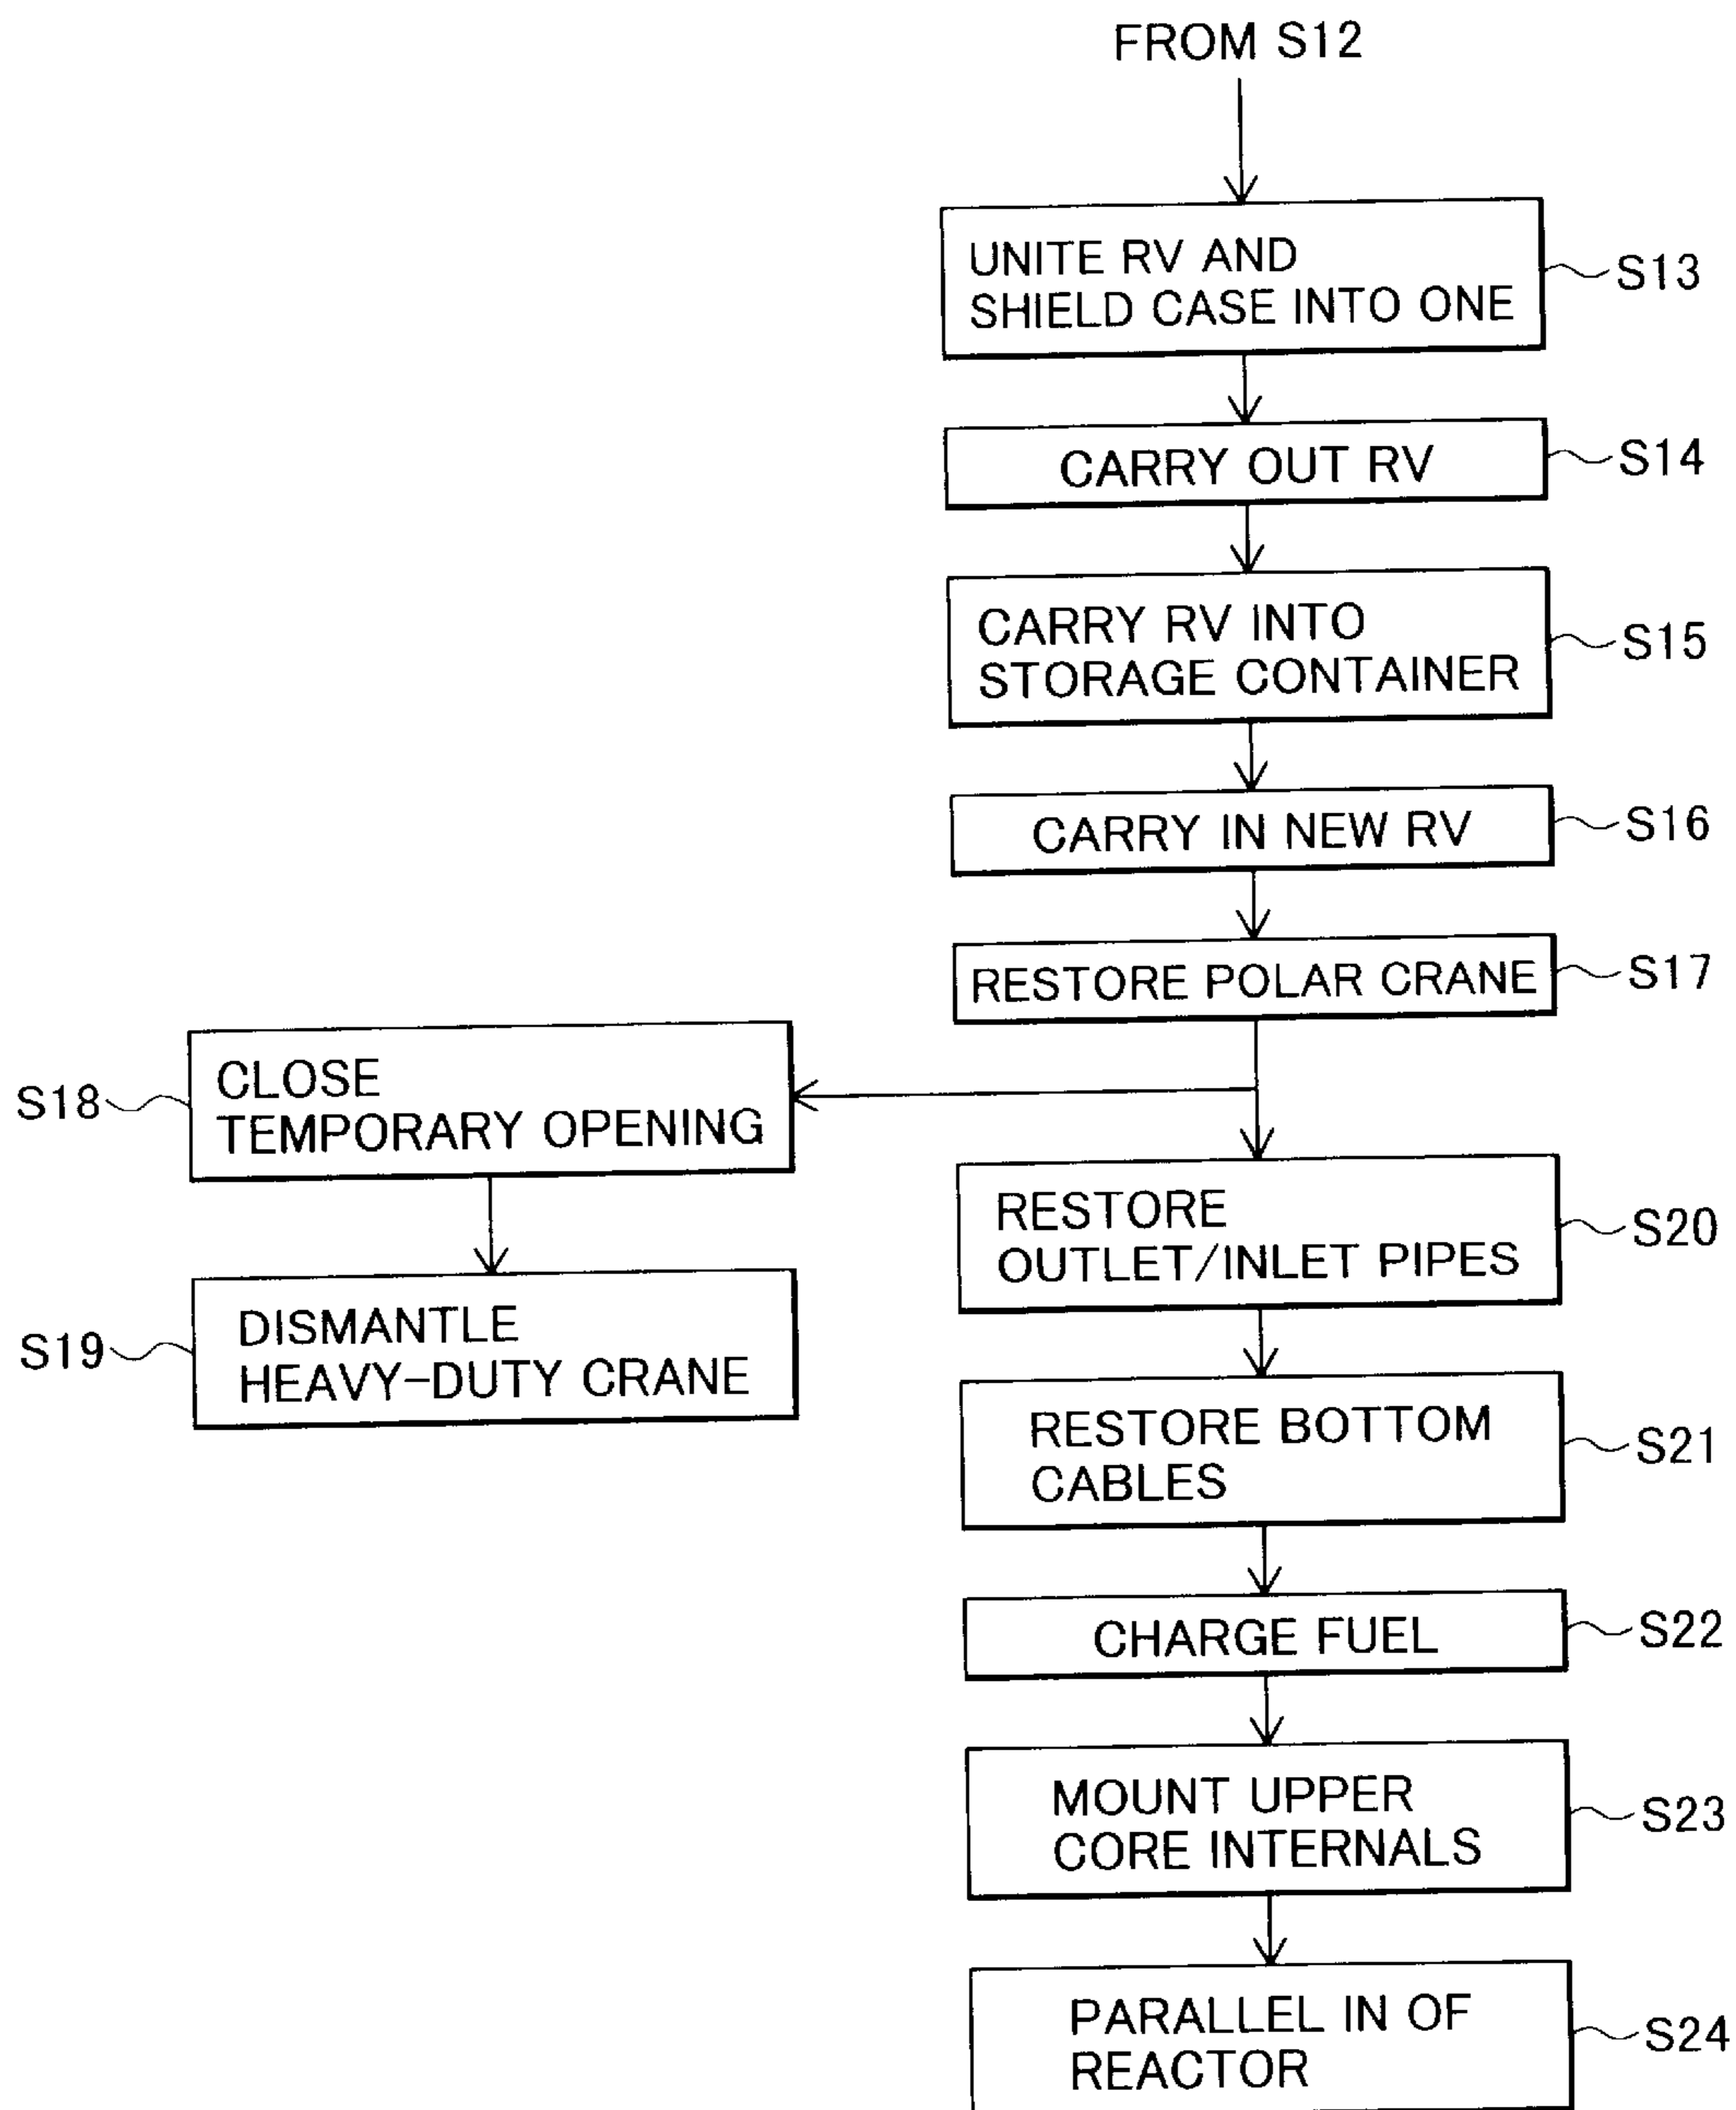 FROM S12
UNITE RV AND
SHIELD CASE INTO ONE
S13
CARRY OUT RV
S14
CARRY RV INTO
STORAGE CONTAINER
S15
CARRY IN NEW RV
S16
RESTORE POLAR CRANE
S17
CLOSE
TEMPORARY OPENING
S18
DISMANTLE
HEAVY-DUTY CRANE
S19
RESTORE
OUTLET/INLET PIPES
S20
RESTORE BOTTOM
CABLES
S21
CHARGE FUEL
S22
MOUNT UPPER
CORE INTERNALS
S23
PARALLEL IN OF
REACTOR
S24